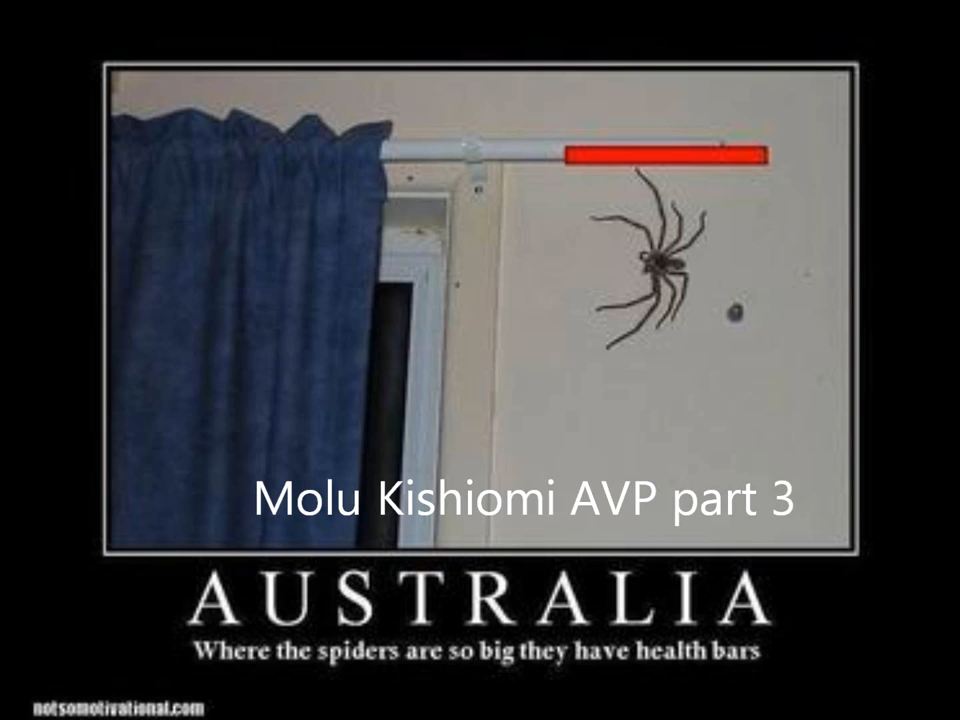 Molu Kishiomi AVP part 3
AUSTRALIA
Where the spiders are so big they have health bars
notsomotivational.com